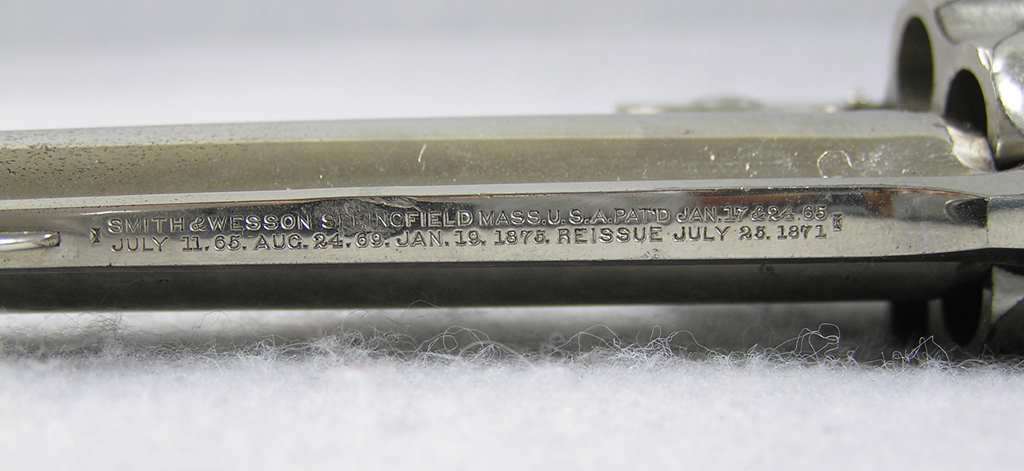 SMITH & WESSON SPRINGFIELD MASS. U.S.A. PAT'D JAN. 17 & 24. 65
JULY 11. 65. AUG. 24. 69. JAN. 19. 1875. REISSUE JULY 25. 1871